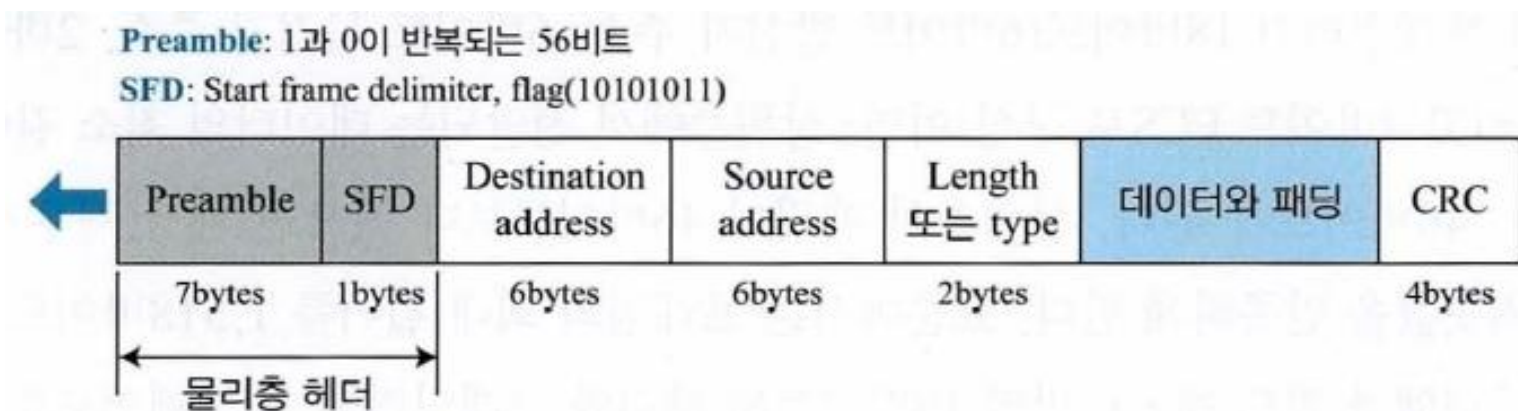 Preamble: 1과 0이 반복되는 56비트
SFD: Start frame delimiter, flag(10101011)
Preamble SFD Destination address Source address Length 또는 type 데이터와 패딩 CRC
7bytes 1bytes 6bytes 6bytes 2bytes 4bytes
물리층 헤더